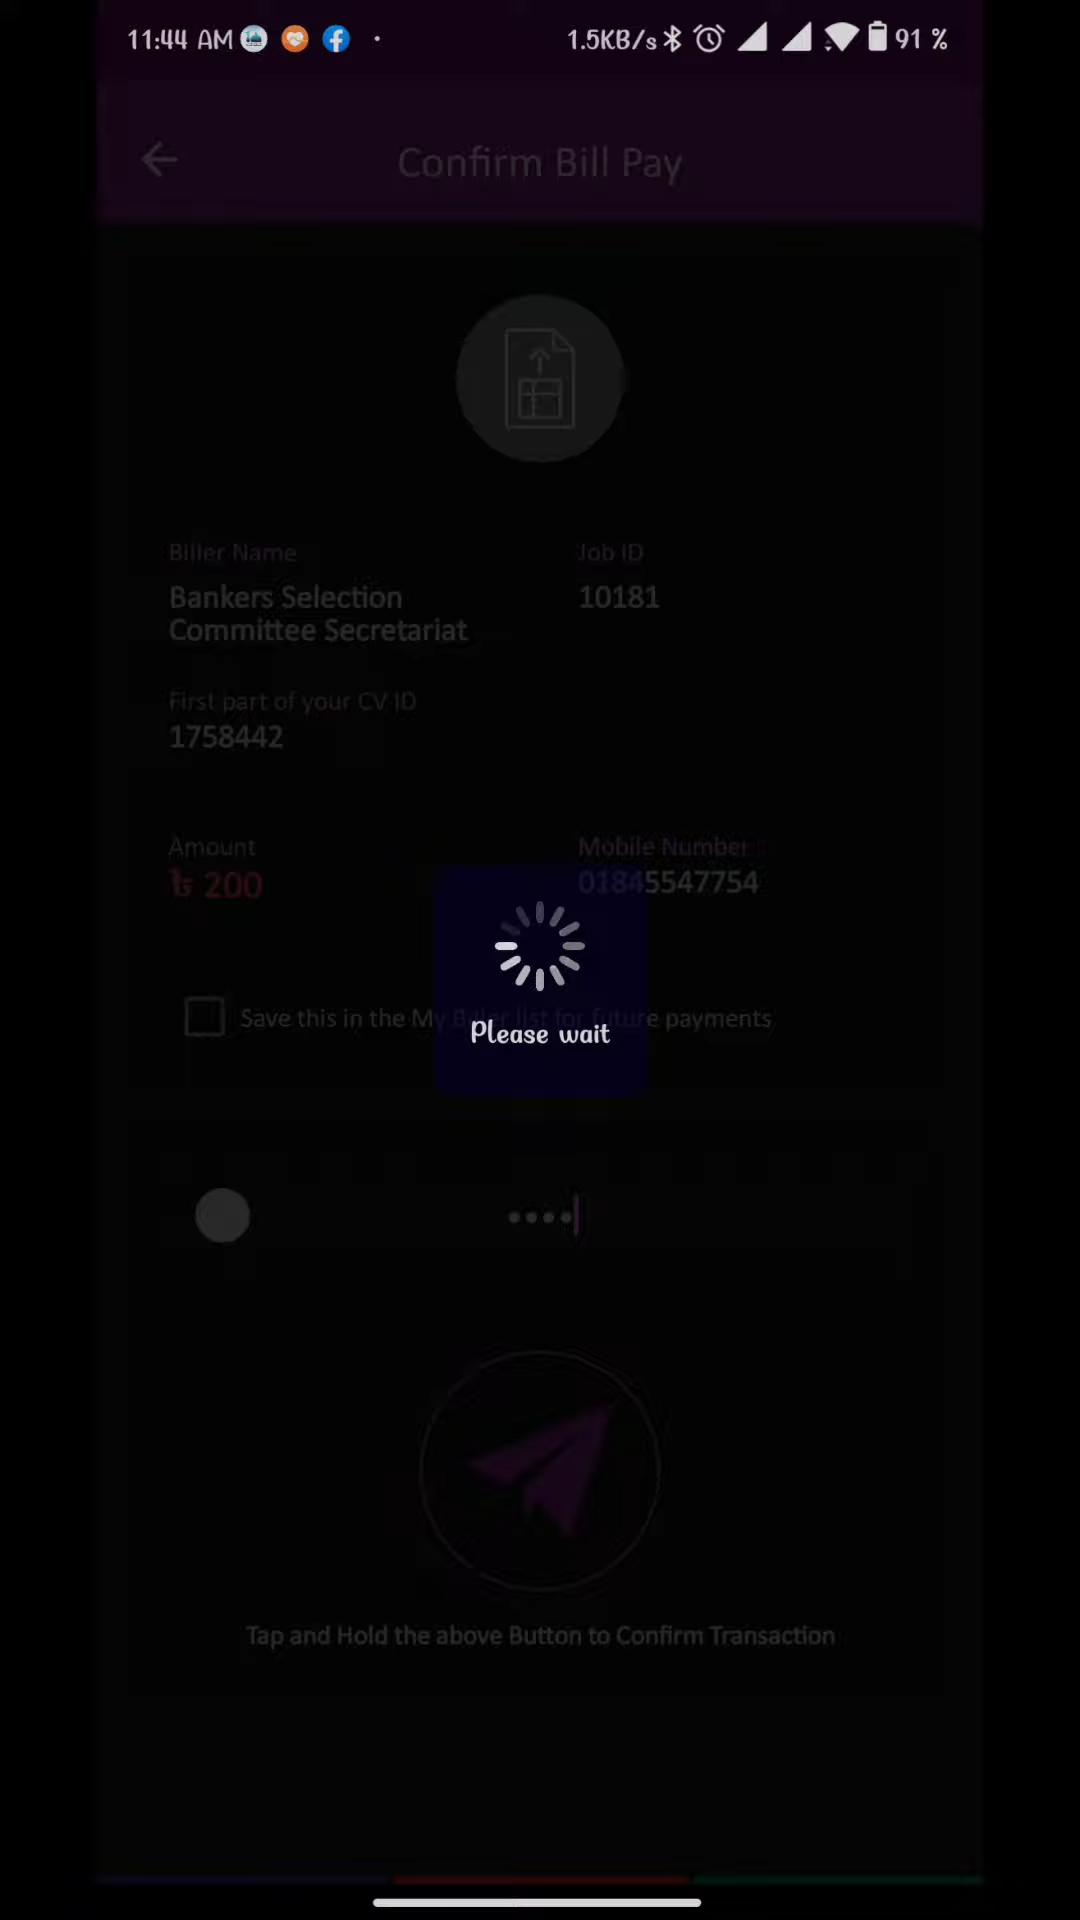 11:44 AM
1.5KB/s
91 %
Confirm Bill Pay
Biller Name
Job ID
Bankers Selection
Committee Secretariat
10181
First part of your CV ID
1758442
Amount
Mobile Number
৳ 200
01845547754
Save this in the My Biller list for future payments
Please wait
Tap and Hold the above Button to Confirm Transaction